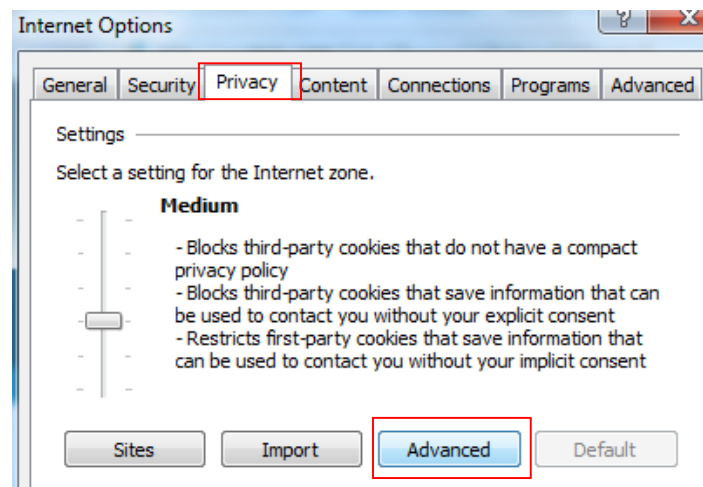 Internet Options
?
X
General Security Privacy Content Connections Programs Advanced
Settings
Select a setting for the Internet zone.
Medium
- Blocks third-party cookies that do not have a compact
privacy policy
- Blocks third-party cookies that save information that can
be used to contact you without your explicit consent
- Restricts first-party cookies that save information that
can be used to contact you without your implicit consent
Sites Import Advanced Default